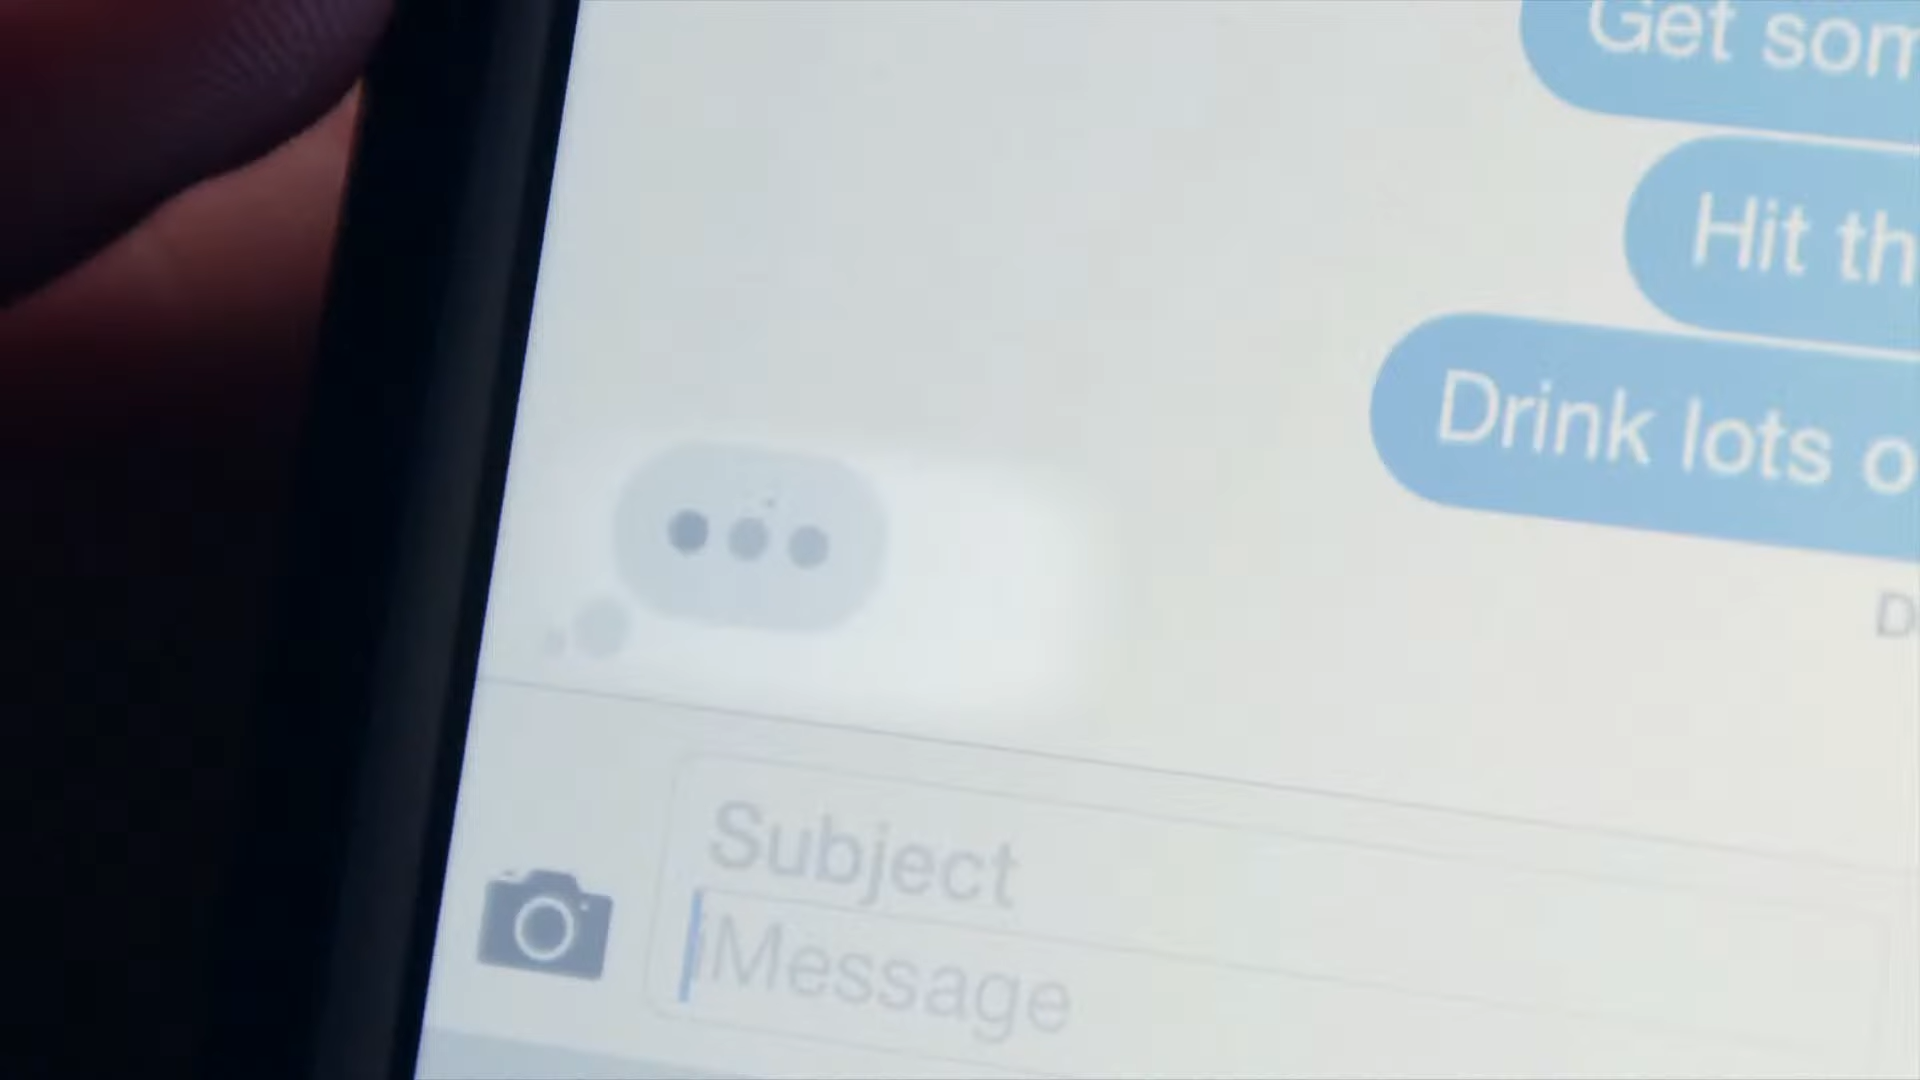 Get som
Hit th
Drink lots o
D
Subject
iMessage